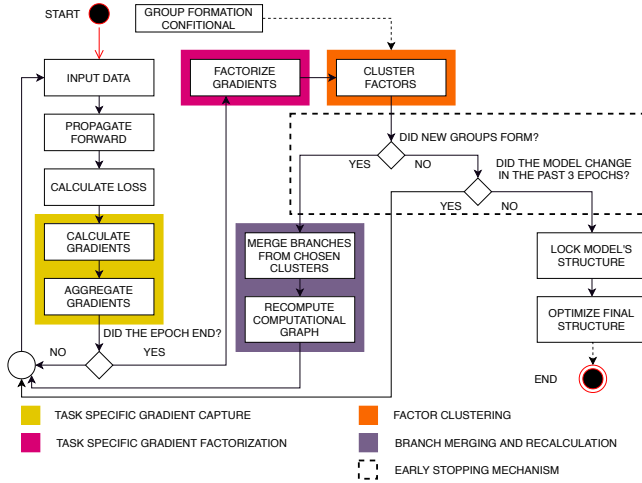 START
GROUP FORMATION
CONFITIONAL
INPUT DATA
FACTORIZE
GRADIENTS
CLUSTER
FACTORS
PROPAGATE
FORWARD
DID NEW GROUPS FORM?
YES
NO
DID THE MODEL CHANGE
IN THE PAST 3 EPOCHS?
YES
NO
CALCULATE LOSS
CALCULATE
GRADIENTS
MERGE BRANCHES
FROM CHOSEN
CLUSTERS
LOCK MODEL'S
STRUCTURE
AGGREGATE
GRADIENTS
RECOMPUTE
COMPUTATIONAL
GRAPH
OPTIMIZE FINAL
STRUCTURE
DID THE EPOCH END?
NO
YES
END
TASK SPECIFIC GRADIENT CAPTURE
FACTOR CLUSTERING
TASK SPECIFIC GRADIENT FACTORIZATION
BRANCH MERGING AND RECALCULATION
EARLY STOPPING MECHANISM